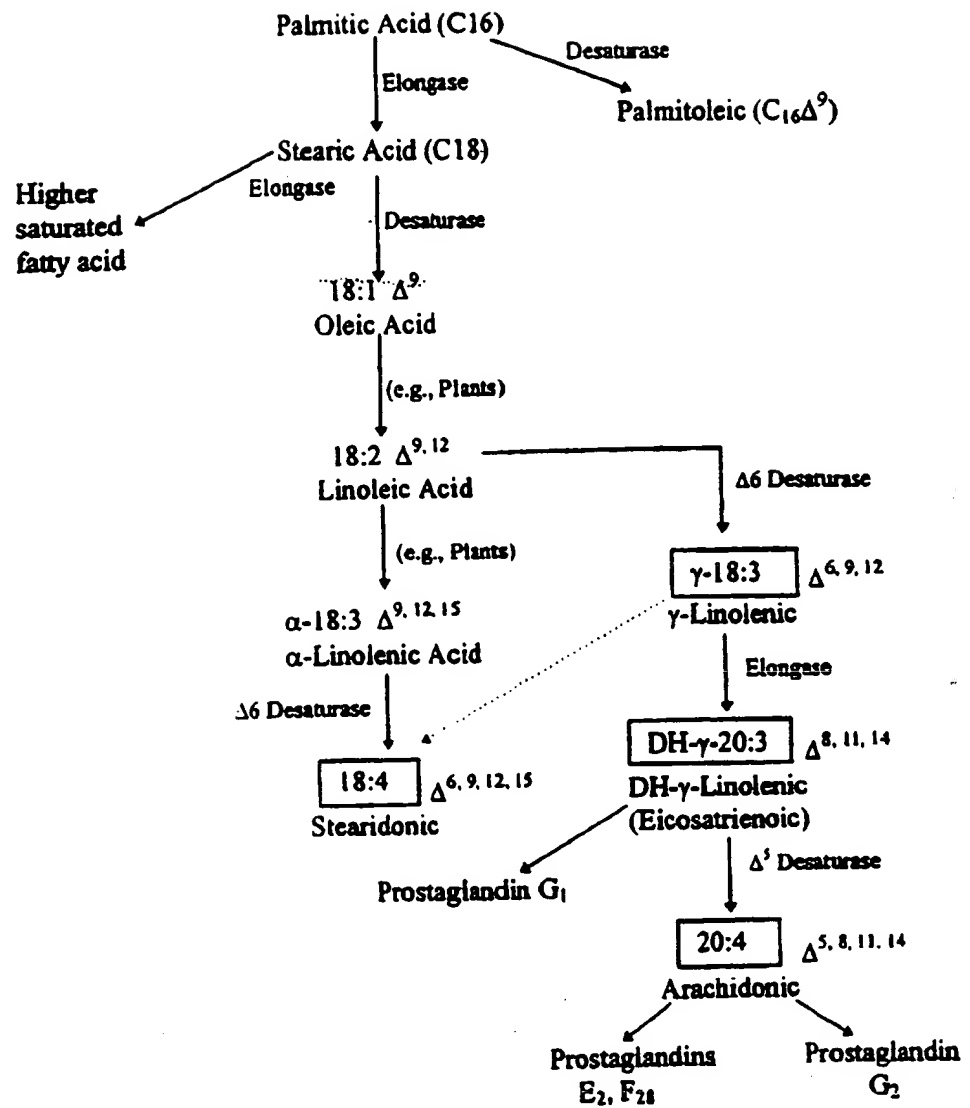 Palmitic Acid (C16)
Desaturase
Elongase
Palmitoleic (C₁₆Δ⁹)
Stearic Acid (C18)
Elongase
Higher
saturated
fatty acid
Desaturase
18:1 Δ⁹
Oleic Acid
(e.g., Plants)
18:2 Δ⁹,¹²
Linoleic Acid
Δ6 Desaturase
(e.g., Plants)
γ-18:3 Δ⁶,⁹,¹²
γ-Linolenic
α-18:3 Δ⁹,¹²,¹⁵
α-Linolenic Acid
Elongase
Δ6 Desaturase
DH-γ-20:3 Δ⁸,¹¹,¹⁴
DH-γ-Linolenic
(Eicosatrienoic)
18:4 Δ⁶,⁹,¹²,¹⁵
Stearidonic
Δ⁵ Desaturase
Prostaglandin G₁
20:4 Δ⁵,⁸,¹¹,¹⁴
Arachidonic
Prostaglandins
E₂, F₂₈
Prostaglandin
G₂